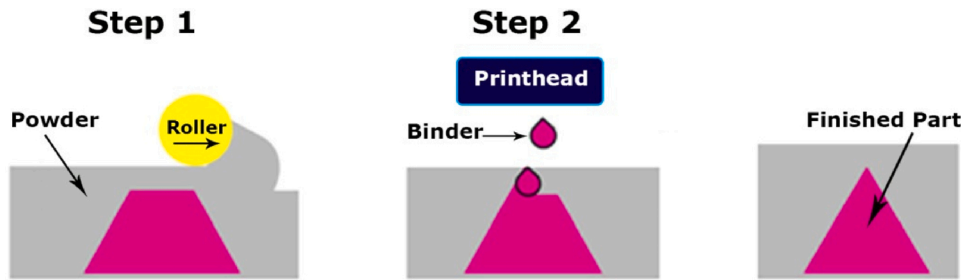 Step 1
Step 2
Printhead
Powder
Roller
Binder
Finished Part